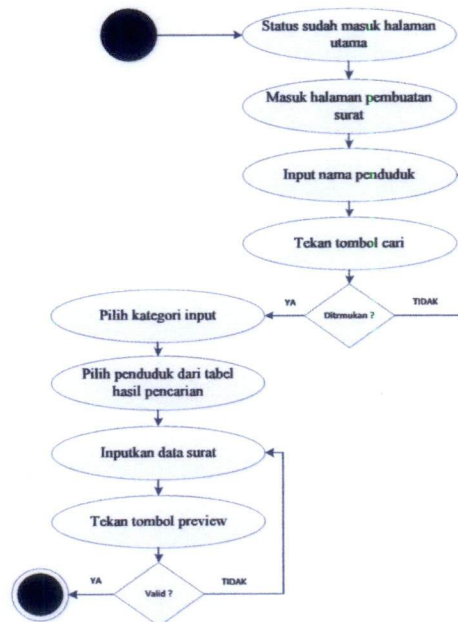 Status sudah masuk halaman
utama
Masuk halaman pembuatan
surat
Input nama penduduk
Tekan tombol cari
YA
Ditrmukan ?
TIDAK
Pilih kategori input
Pilih penduduk dari tabel
hasil pencarian
Inputkan data surat
Tekan tombol preview
YA
Valid ?
TIDAK